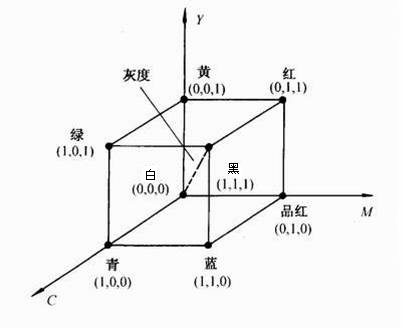 Y
灰度
黄
(0,0,1)
红
(0,1,1)
绿
(1,0,1)
白
(0,0,0)
黑
(1,1,1)
品红
(0,1,0)
M
青
(1,0,0)
蓝
(1,1,0)
C